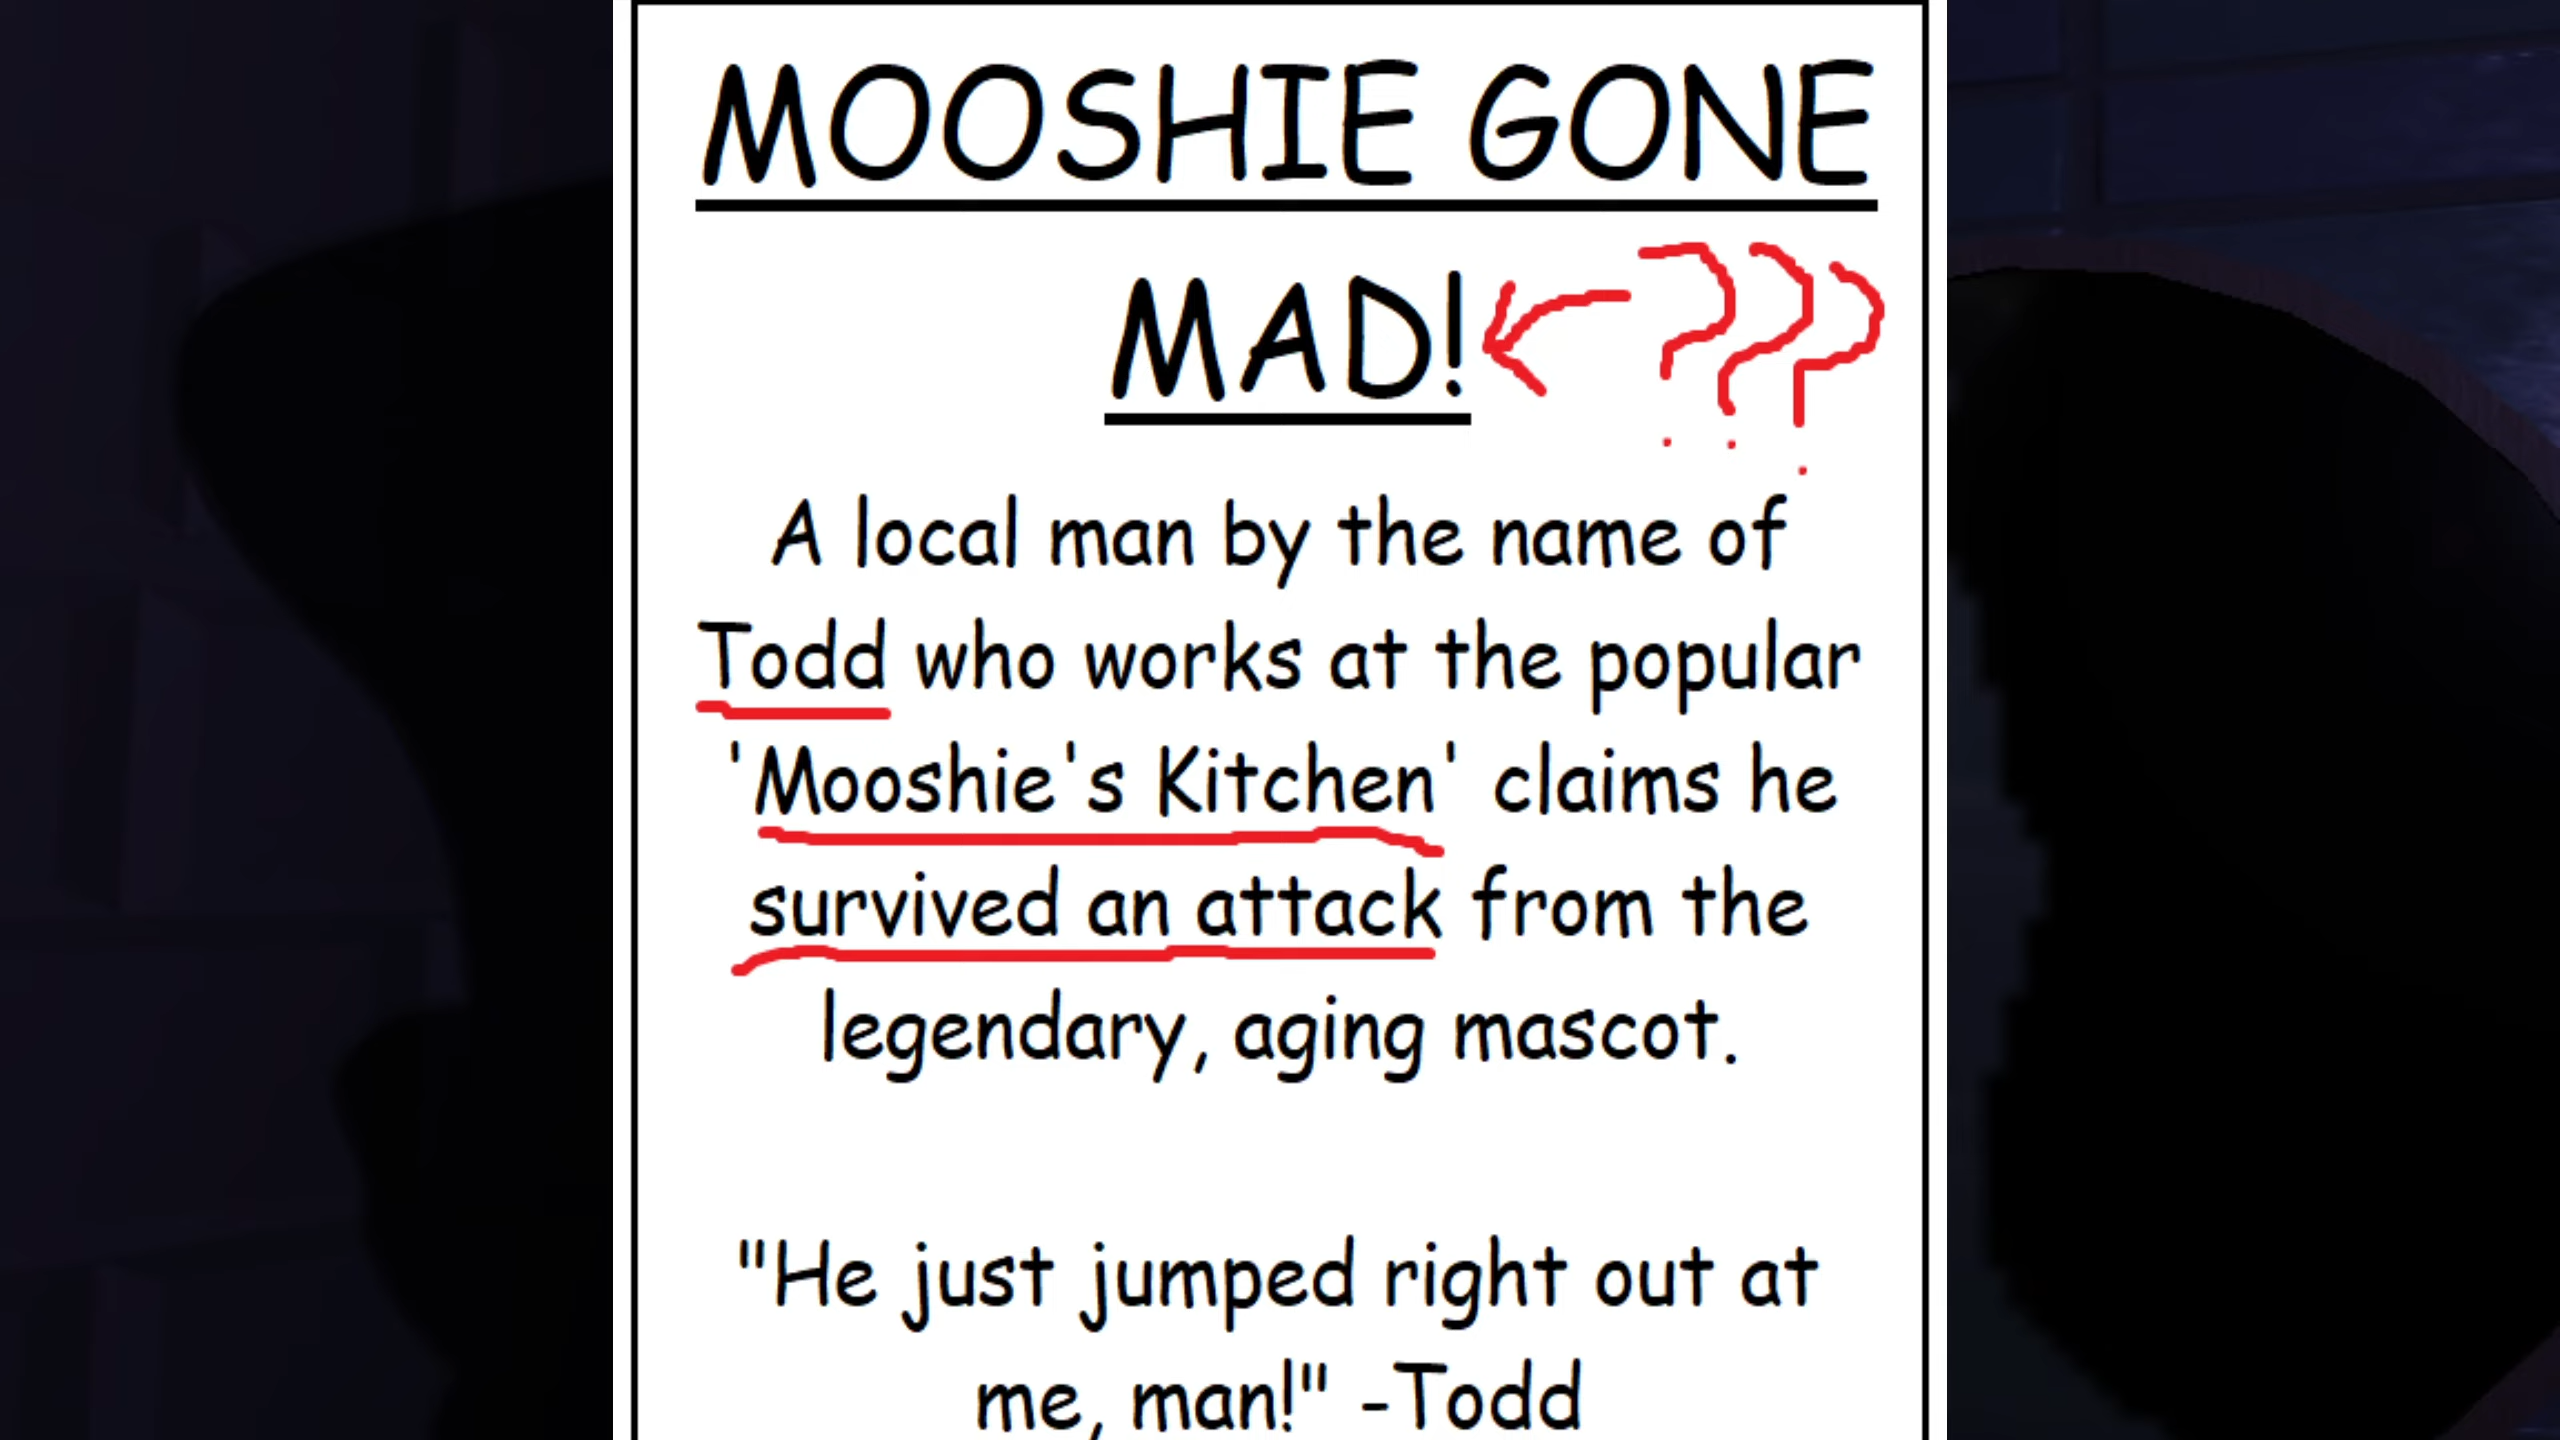 MOOSHIE GONE
MAD! ???
A local man by the name of
Todd who works at the popular
'Mooshie's Kitchen' claims he
survived an attack from the
legendary, aging mascot.
"He just jumped right out at
me, man!" -Todd